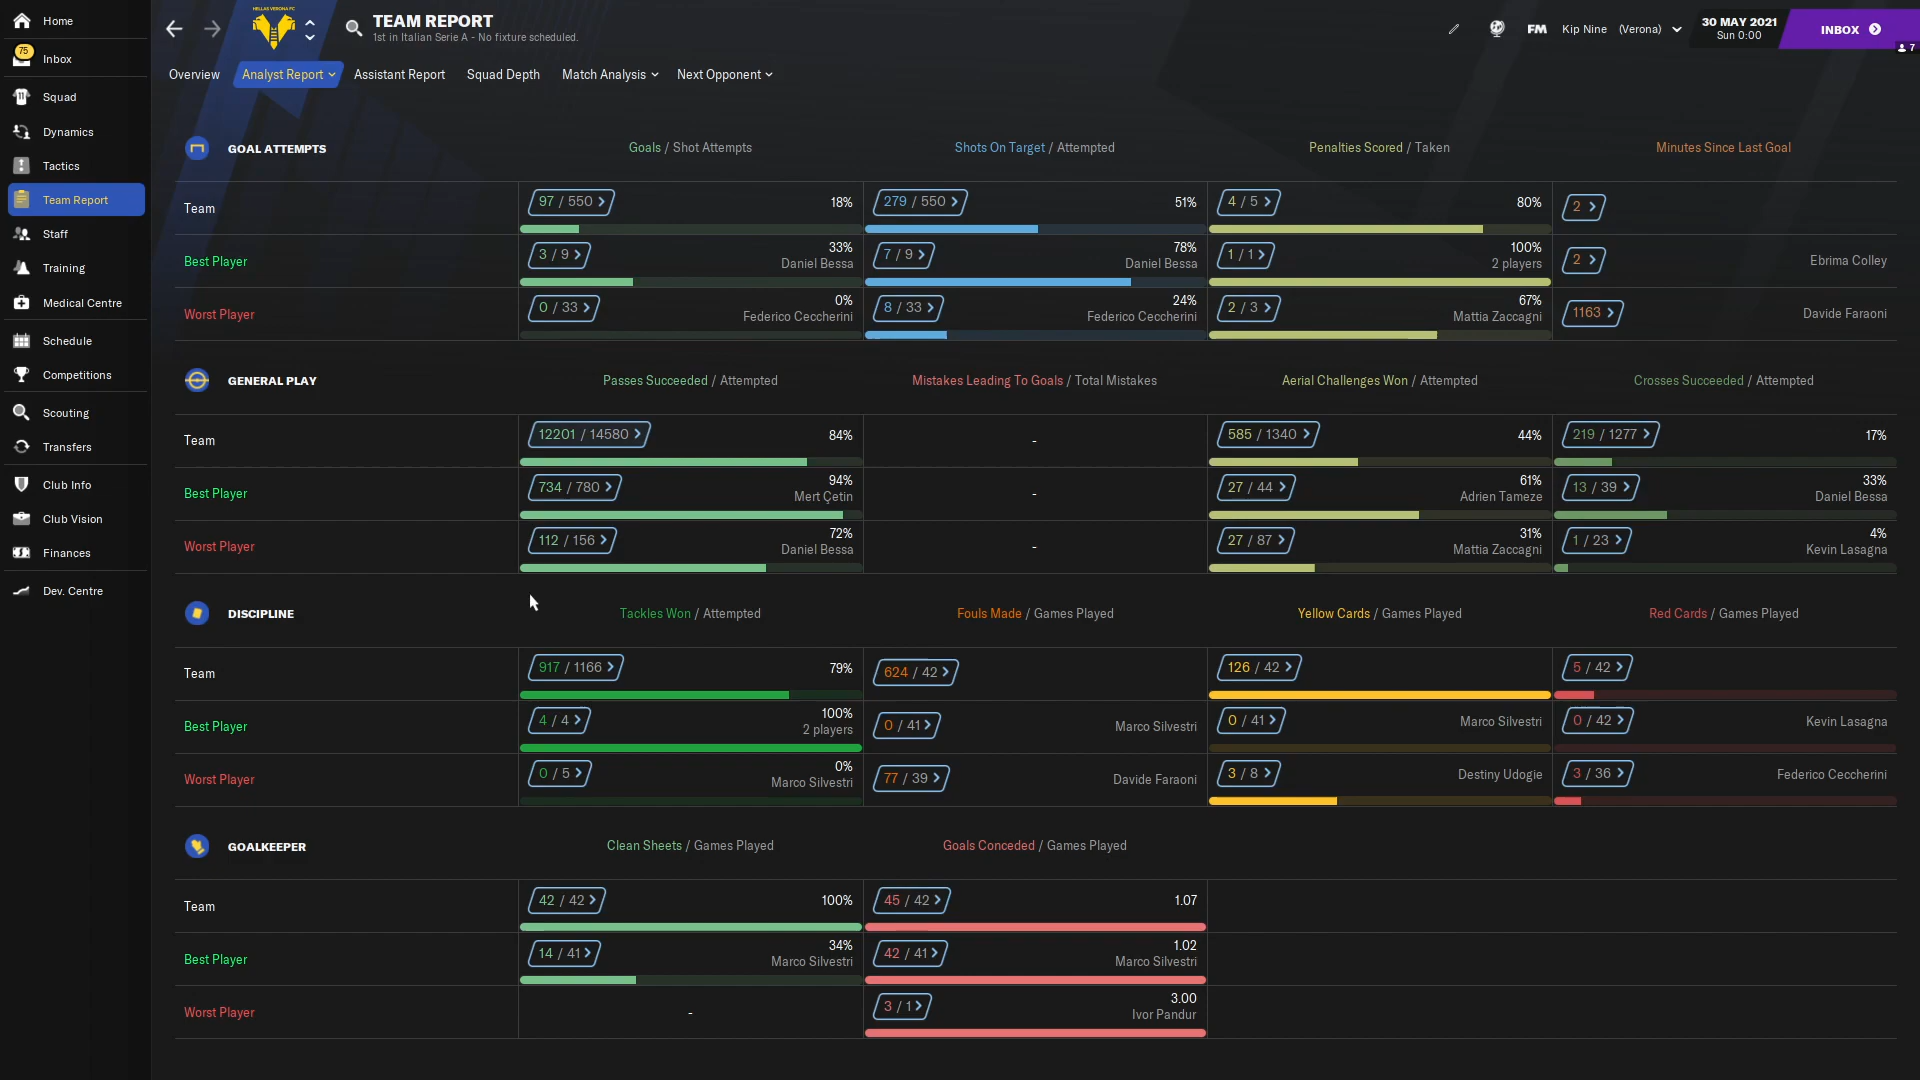 Home
75
Inbox
Squad
Dynamics
Tactics
Team Report
Staff
Training
Medical Centre
Schedule
Competitions
Scouting
Transfers
Club Info
Club Vision
Finances
Dev. Centre
HELLAS VERONA FC
TEAM REPORT
1st in Italian Serie A - No fixture scheduled.
FM Kip Nine (Verona)
30 MAY 2021
Sun 0:00
INBOX
7
Overview Analyst Report Assistant Report Squad Depth Match Analysis Next Opponent
GOAL ATTEMPTS Goals / Shot Attempts Shots On Target / Attempted Penalties Scored / Taken Minutes Since Last Goal
Team 97 / 550 18% 279 / 550 51% 4 / 5 80% 2
Best Player 3 / 9 33% Daniel Bessa 7 / 9 78% Daniel Bessa 1 / 1 100% 2 players 2 Ebrima Colley
Worst Player 0 / 33 0% Federico Ceccherini 8 / 33 24% Federico Ceccherini 2 / 3 67% Mattia Zaccagni 1163 Davide Faraoni
GENERAL PLAY Passes Succeeded / Attempted Mistakes Leading To Goals / Total Mistakes Aerial Challenges Won / Attempted Crosses Succeeded / Attempted
Team 12201 / 14580 84% - 585 / 1340 44% 219 / 1277 17%
Best Player 734 / 780 94% Mert Çetin - 27 / 44 61% Adrien Tameze 13 / 39 33% Daniel Bessa
Worst Player 112 / 156 72% Daniel Bessa - 27 / 87 31% Mattia Zaccagni 1 / 23 4% Kevin Lasagna
DISCIPLINE Tackles Won / Attempted Fouls Made / Games Played Yellow Cards / Games Played Red Cards / Games Played
Team 917 / 1166 79% 624 / 42 126 / 42 5 / 42
Best Player 4 / 4 100% 2 players 0 / 41 Marco Silvestri 0 / 41 Marco Silvestri 0 / 42 Kevin Lasagna
Worst Player 0 / 5 0% Marco Silvestri 77 / 39 Davide Faraoni 3 / 8 Destiny Udogie 3 / 36 Federico Ceccherini
GOALKEEPER Clean Sheets / Games Played Goals Conceded / Games Played
Team 42 / 42 100% 45 / 42 1.07
Best Player 14 / 41 34% Marco Silvestri 42 / 41 1.02 Marco Silvestri
Worst Player - 3 / 1 3.00 Ivor Pandur